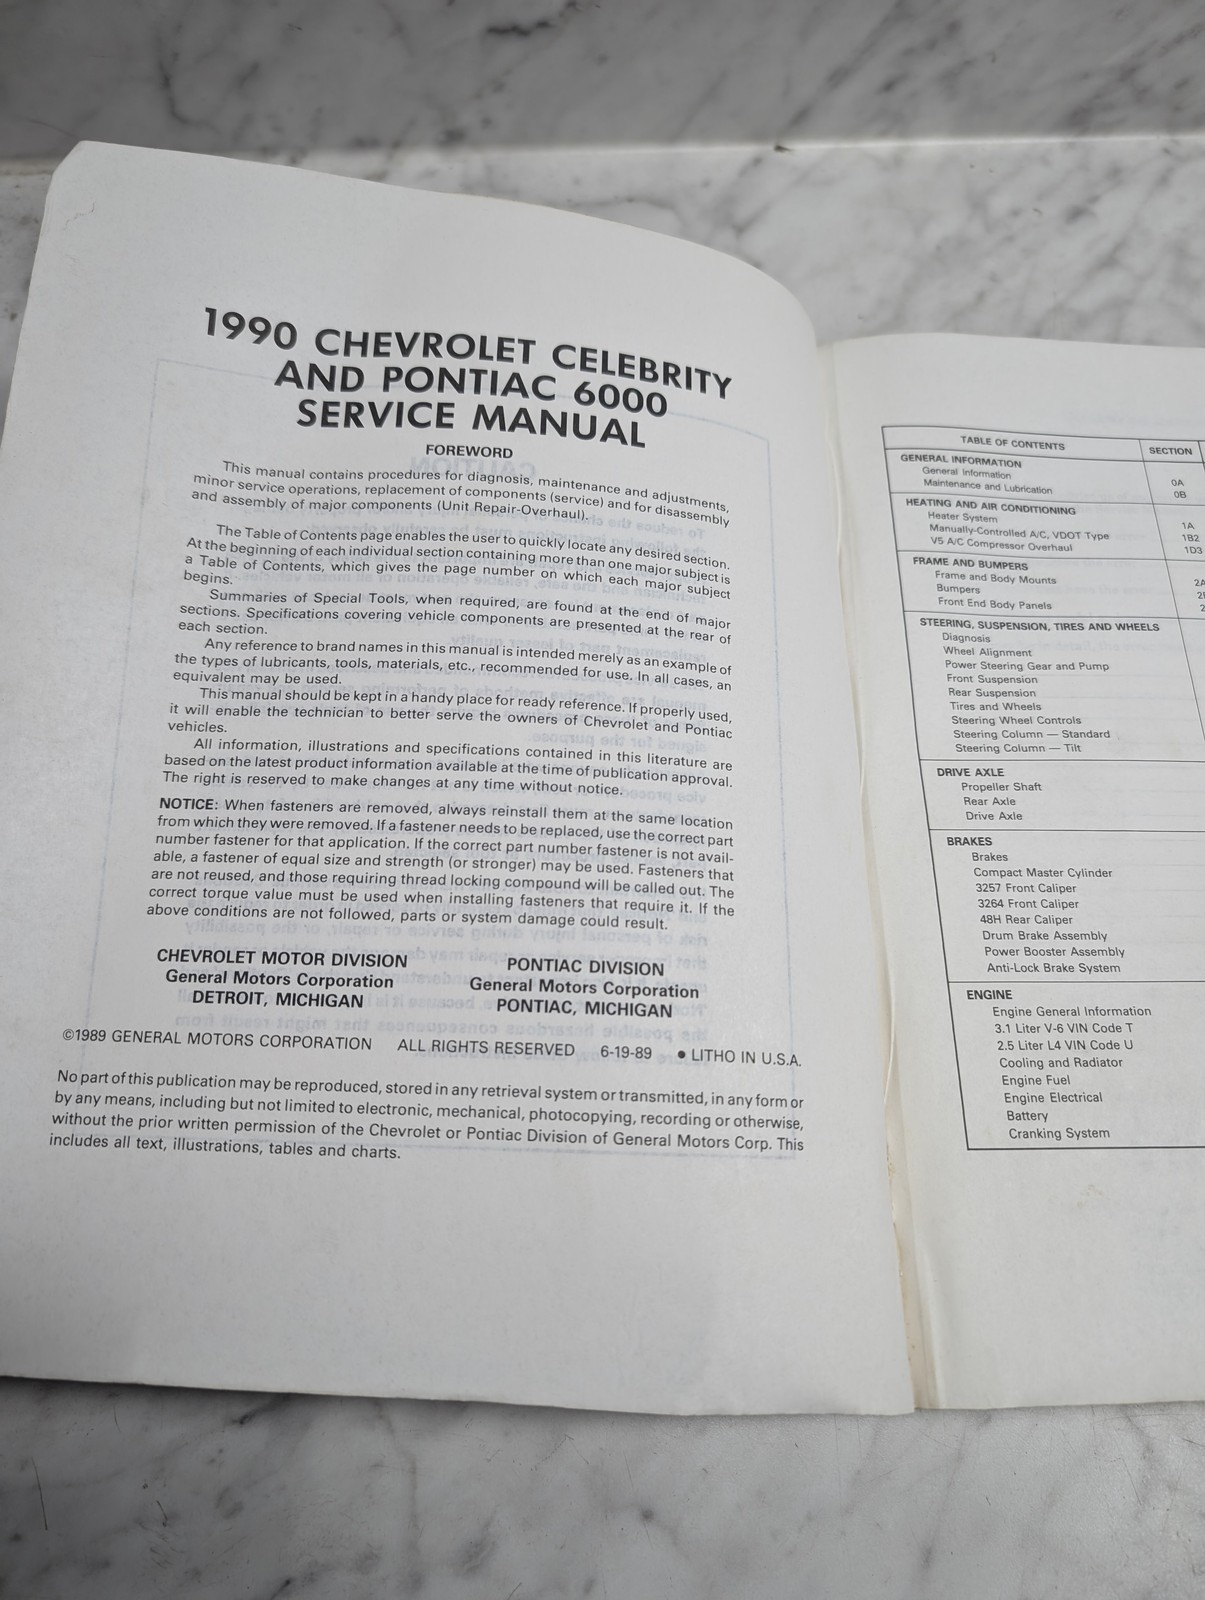 1990 CHEVROLET CELEBRITY
AND PONTIAC 6000
SERVICE MANUAL
FOREWORD
This manual contains procedures for diagnosis, maintenance and adjustments,
minor service operations, replacement of components (service) and for disassembly
and assembly of major components (Unit Repair-Overhaul).
The Table of Contents page enables the user to quickly locate any desired section.
At the beginning of each individual section containing more than one major subject is
a Table of Contents, which gives the page number on which each major subject
begins.
Summaries of Special Tools, when required, are found at the end of major
sections. Specifications covering vehicle components are presented at the rear of
each section.
Any reference to brand names in this manual is intended merely as an example of
the types of lubricants, tools, materials, etc., recommended for use. In all cases, an
equivalent may be used.
This manual should be kept in a handy place for ready reference. If properly used,
it will enable the technician to better serve the owners of Chevrolet and Pontiac
vehicles.
All information, illustrations and specifications contained in this literature are
based on the latest product information available at the time of publication approval.
The right is reserved to make changes at any time without notice.
NOTICE: When fasteners are removed, always reinstall them at the same location
from which they were removed. If a fastener needs to be replaced, use the correct part
number fastener for that application. If the correct part number fastener is not avail-
able, a fastener of equal size and strength (or stronger) may be used. Fasteners that
are not reused, and those requiring thread locking compound will be called out. The
correct torque value must be used when installing fasteners that require it. If the
above conditions are not followed, parts or system damage could result.
CHEVROLET MOTOR DIVISION
General Motors Corporation
DETROIT, MICHIGAN
PONTIAC DIVISION
General Motors Corporation
PONTIAC, MICHIGAN
©1989 GENERAL MOTORS CORPORATION ALL RIGHTS RESERVED 6-19-89 ● LITHO IN U.S.A.
No part of this publication may be reproduced, stored in any retrieval system or transmitted, in any form or
by any means, including but not limited to electronic, mechanical, photocopying, recording or otherwise,
without the prior written permission of the Chevrolet or Pontiac Division of General Motors Corp. This
includes all text, illustrations, tables and charts.
TABLE OF CONTENTS SECTION
GENERAL INFORMATION
General Information 0A
Maintenance and Lubrication 0B
HEATING AND AIR CONDITIONING
Heater System 1A
Manually-Controlled A/C, VDOT Type 1B2
V5 A/C Compressor Overhaul 1D3
FRAME AND BUMPERS
Frame and Body Mounts
Bumpers
Front End Body Panels
STEERING, SUSPENSION, TIRES AND WHEELS
Diagnosis
Wheel Alignment
Power Steering Gear and Pump
Front Suspension
Rear Suspension
Tires and Wheels
Steering Wheel Controls
Steering Column — Standard
Steering Column — Tilt
DRIVE AXLE
Propeller Shaft
Rear Axle
Drive Axle
BRAKES
Brakes
Compact Master Cylinder
3257 Front Caliper
3264 Front Caliper
48H Rear Caliper
Drum Brake Assembly
Power Booster Assembly
Anti-Lock Brake System
ENGINE
Engine General Information
3.1 Liter V-6 VIN Code T
2.5 Liter L4 VIN Code U
Cooling and Radiator
Engine Fuel
Engine Electrical
Battery
Cranking System